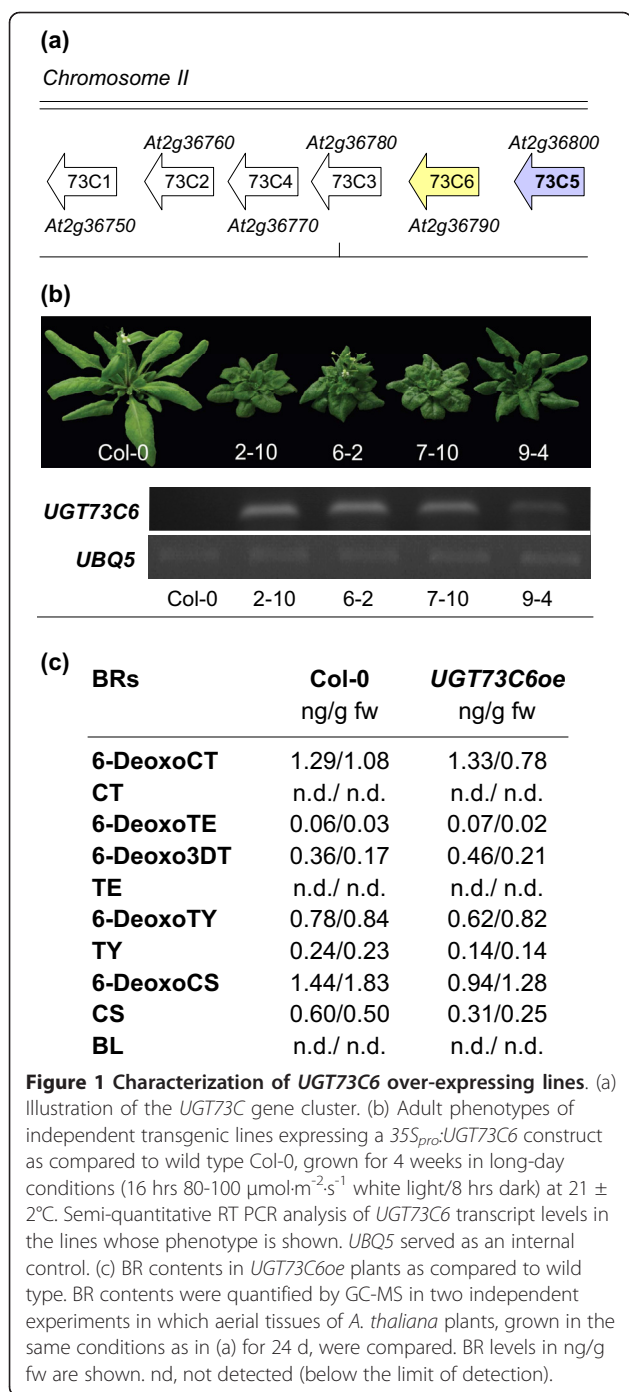 (a)
Chromosome II
At2g36760 At2g36780 At2g36800
73C1 73C2 73C4 73C3 73C6 73C5
At2g36750 At2g36770 At2g36790
(b)
Col-0 2-10 6-2 7-10 9-4
UGT73C6
UBQ5
Col-0 2-10 6-2 7-10 9-4
(c) BRs Col-0 UGT73C6oe
ng/g fw ng/g fw
6-DeoxoCT 1.29/1.08 1.33/0.78
CT n.d./ n.d. n.d./ n.d.
6-DeoxoTE 0.06/0.03 0.07/0.02
6-Deoxo3DT 0.36/0.17 0.46/0.21
TE n.d./ n.d. n.d./ n.d.
6-DeoxoTY 0.78/0.84 0.62/0.82
TY 0.24/0.23 0.14/0.14
6-DeoxoCS 1.44/1.83 0.94/1.28
CS 0.60/0.50 0.31/0.25
BL n.d./ n.d. n.d./ n.d.
Figure 1 Characterization of UGT73C6 over-expressing lines. (a)
Illustration of the UGT73C gene cluster. (b) Adult phenotypes of
independent transgenic lines expressing a 35Spro:UGT73C6 construct
as compared to wild type Col-0, grown for 4 weeks in long-day
conditions (16 hrs 80-100 μmol·m-2·s-1 white light/8 hrs dark) at 21 ±
2°C. Semi-quantitative RT PCR analysis of UGT73C6 transcript levels in
the lines whose phenotype is shown. UBQ5 served as an internal
control. (c) BR contents in UGT73C6oe plants as compared to wild
type. BR contents were quantified by GC-MS in two independent
experiments in which aerial tissues of A. thaliana plants, grown in the
same conditions as in (a) for 24 d, were compared. BR levels in ng/g
fw are shown. nd, not detected (below the limit of detection).